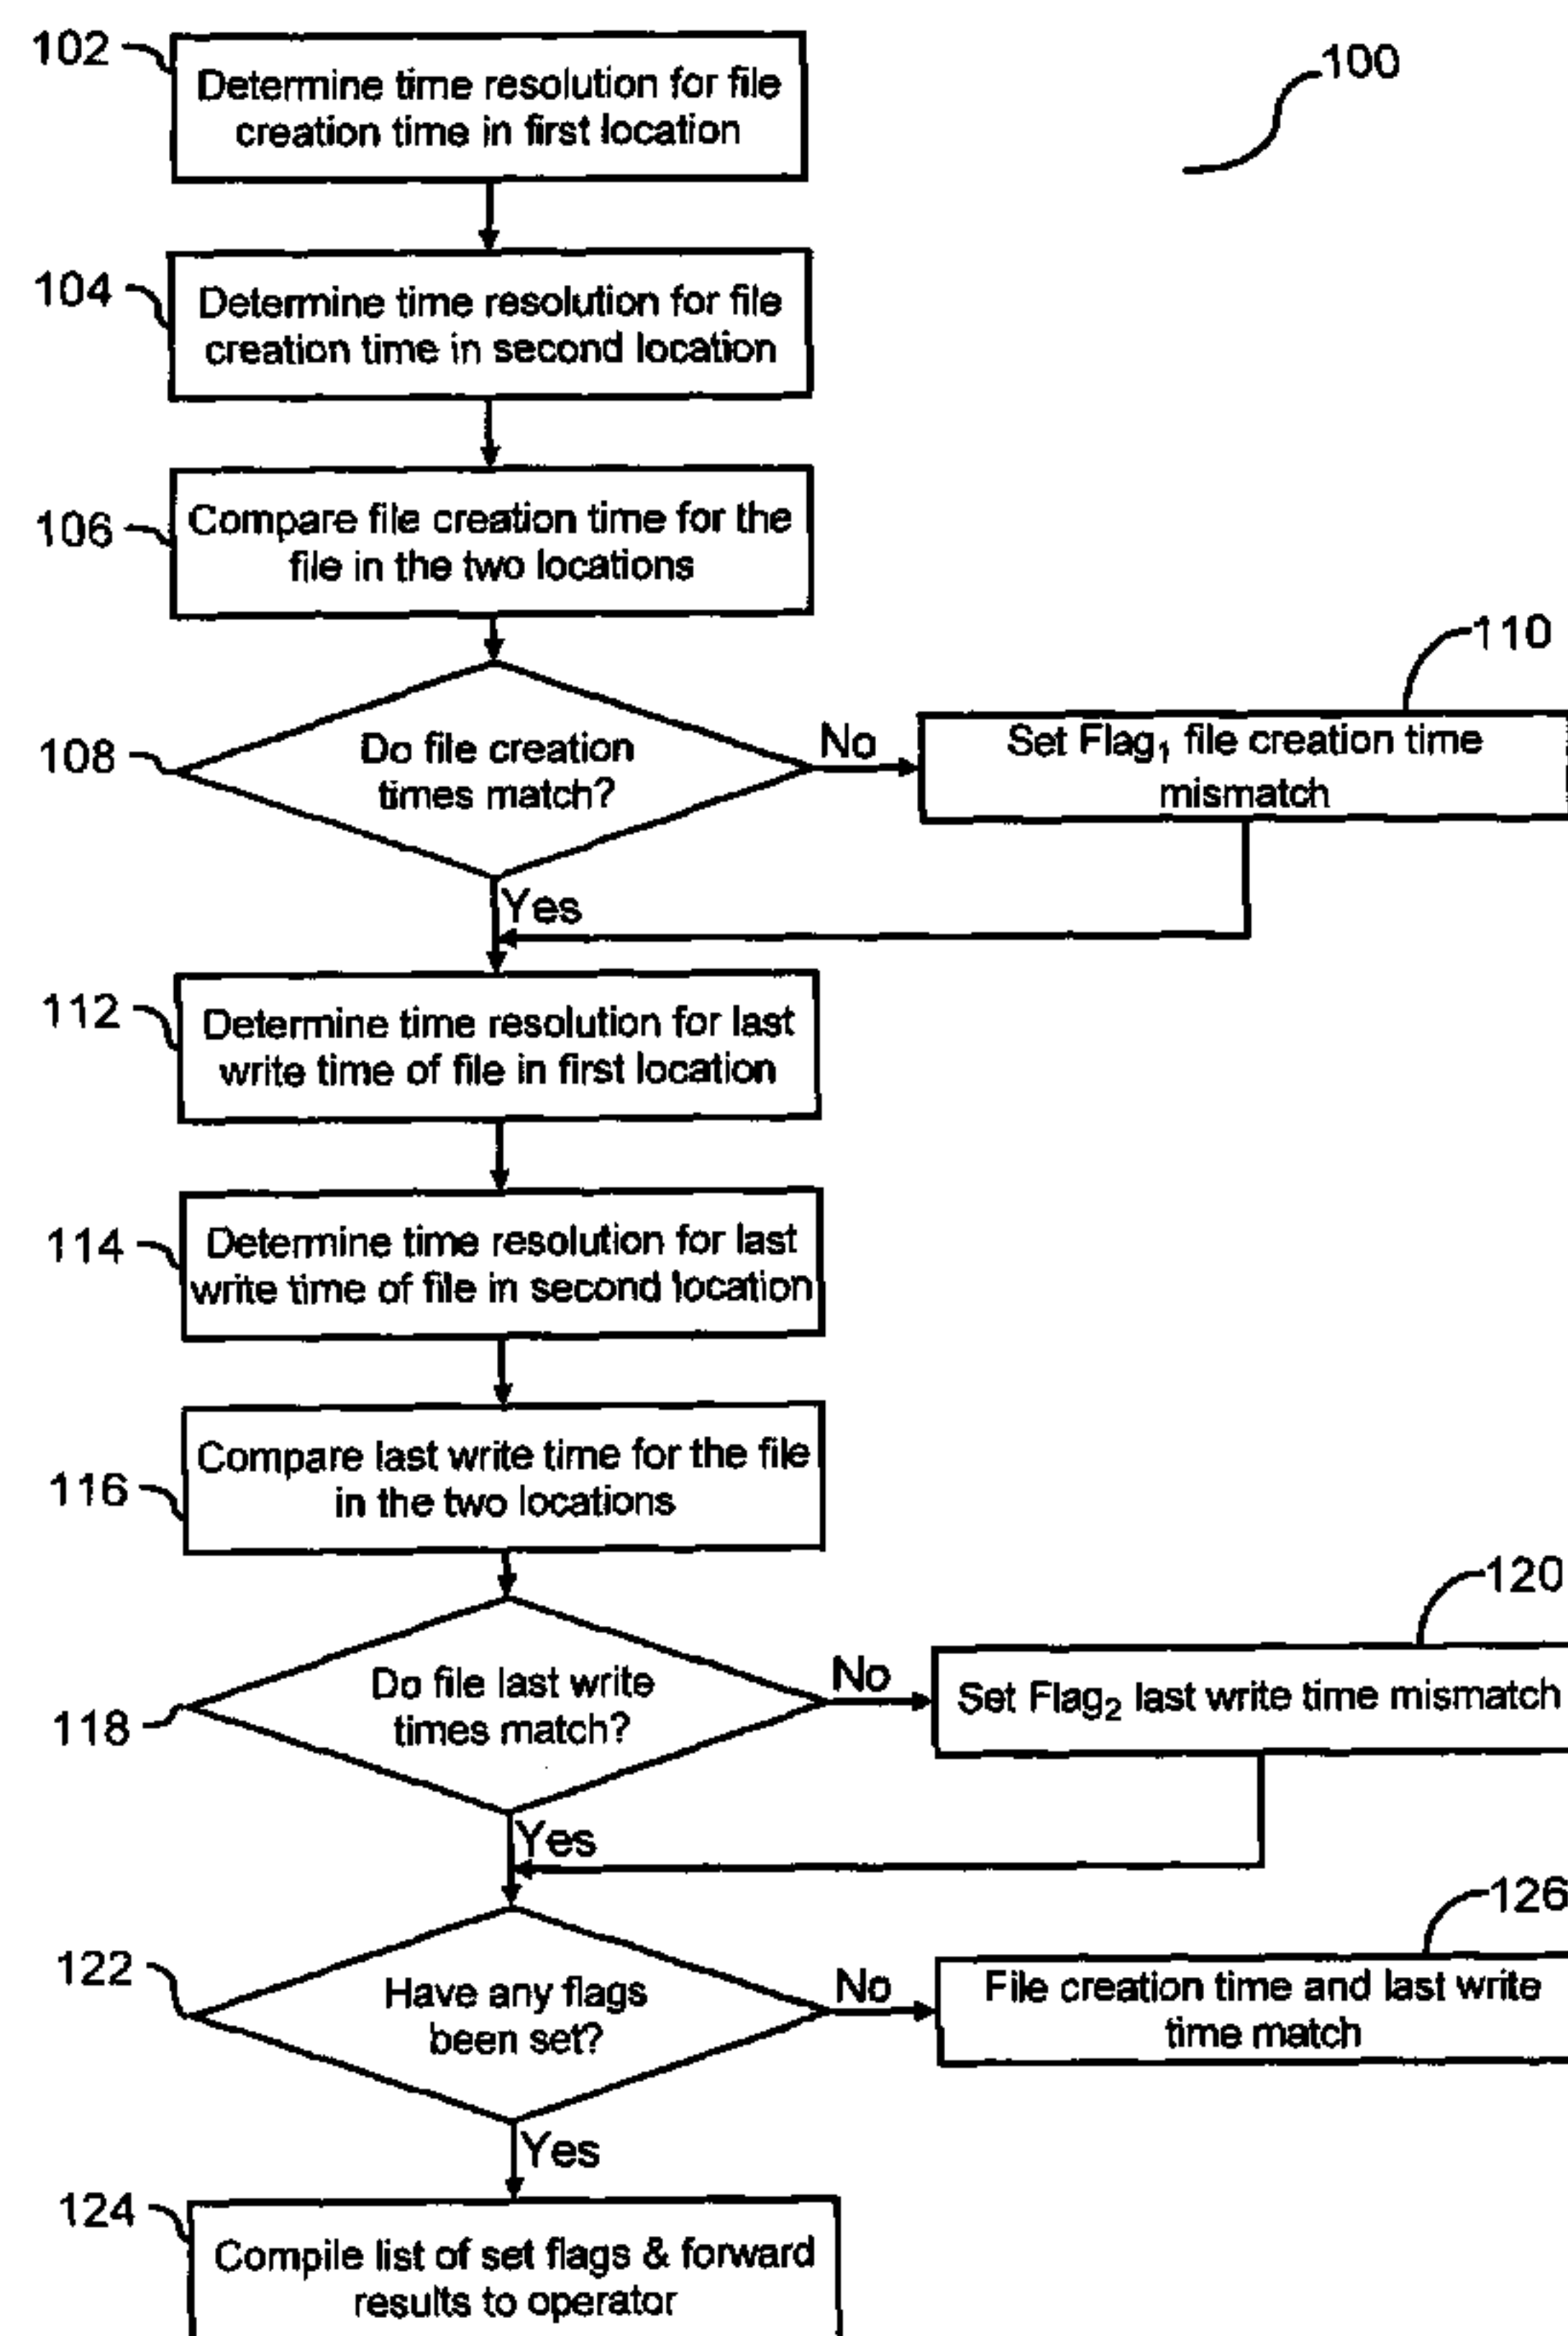 102
Determine time resolution for file
creation time in first location
100
104
Determine time resolution for file
creation time in second location
106
Compare file creation time for the
file in the two locations
110
108
Do file creation
times match?
No
Set Flag₁ file creation time
mismatch
Yes
112
Determine time resolution for last
write time of file in first location
114
Determine time resolution for last
write time of file in second location
116
Compare last write time for the file
in the two locations
120
118
Do file last write
times match?
No
Set Flag₂ last write time mismatch
Yes
126
122
Have any flags
been set?
No
File creation time and last write
time match
Yes
124
Compile list of set flags & forward
results to operator